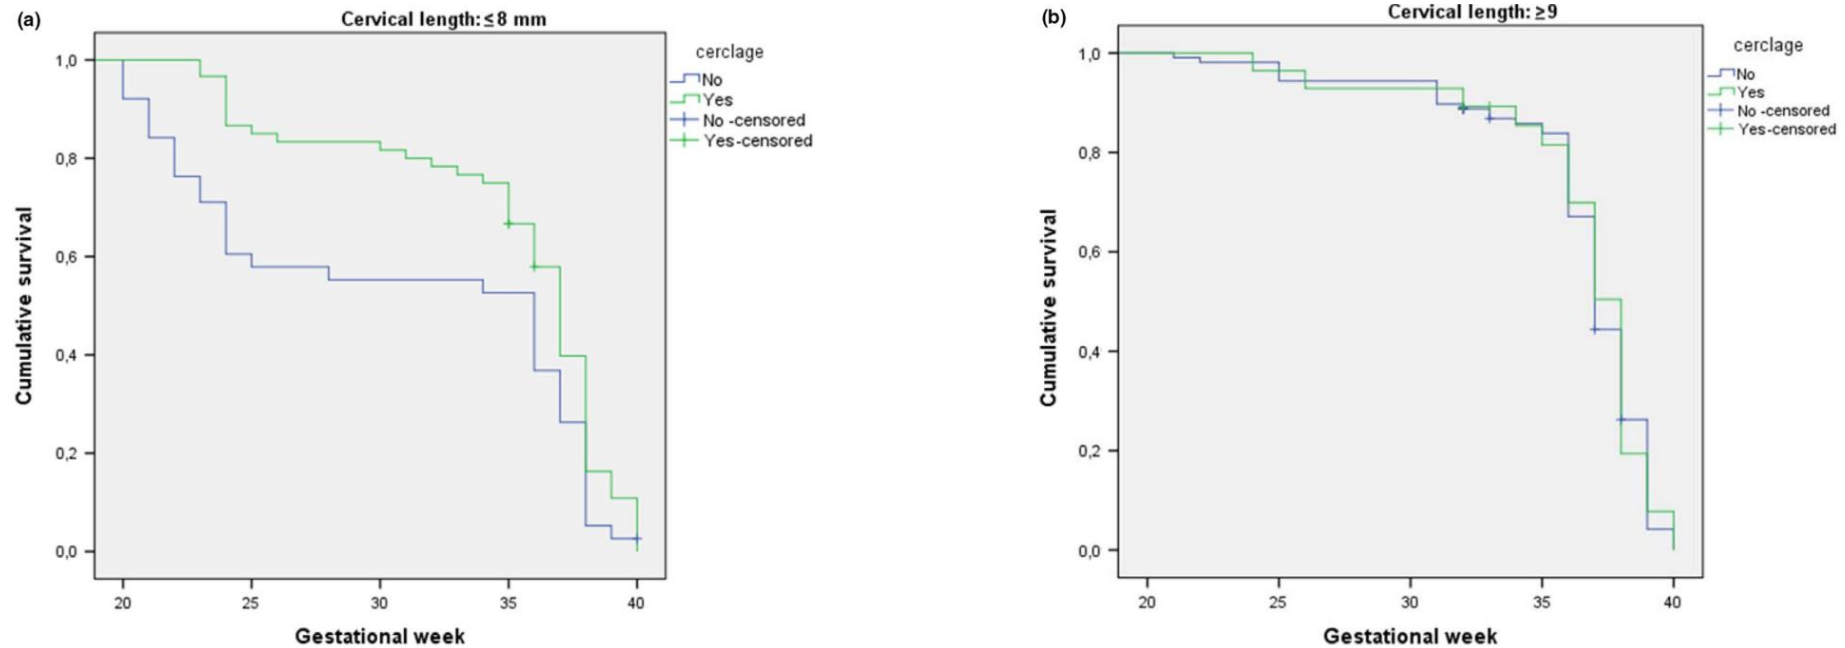 (a)
Cervical length: ≤8 mm
cerclage
No
Yes
No -censored
Yes-censored
1,0
0,8
0,6
0,4
0,2
0,0
Cumulative survival
20 25 30 35 40
Gestational week
(b)
Cervical length: ≥9
cerclage
No
Yes
No -censored
Yes-censored
1,0
0,8
0,6
0,4
0,2
0,0
Cumulative survival
20 25 30 35 40
Gestational week